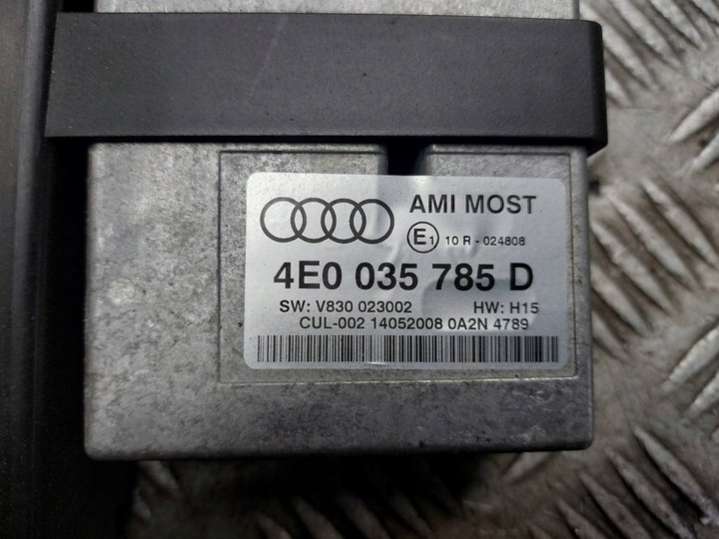 AMI MOST
E1 10 R - 024808
4E0 035 785 D
SW: V830 023002 HW: H15
CUL-002 14052008 0A2N 4789